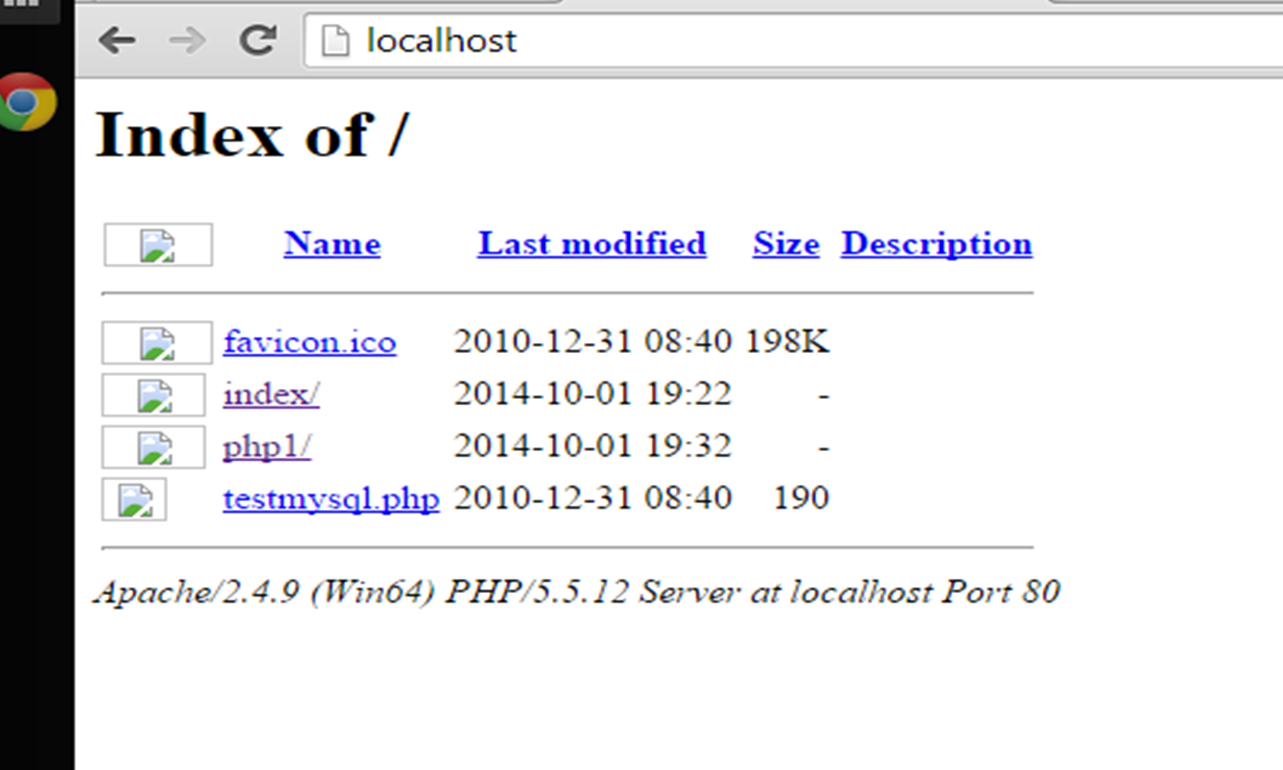 localhost
Index of /
Name Last modified Size Description
favicon.ico 2010-12-31 08:40 198K
index/ 2014-10-01 19:22 -
php1/ 2014-10-01 19:32 -
testmysql.php 2010-12-31 08:40 190
Apache/2.4.9 (Win64) PHP/5.5.12 Server at localhost Port 80